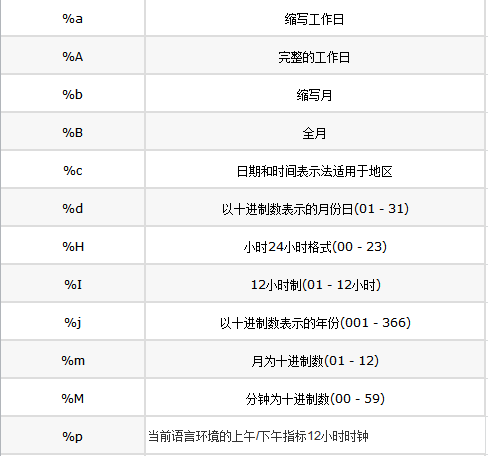 %a 缩写工作日
%A 完整的工作日
%b 缩写月
%B 全月
%c 日期和时间表示法适用于地区
%d 以十进制数表示的月份日(01 - 31)
%H 小时24小时格式(00 - 23)
%I 12小时制(01 - 12小时)
%j 以十进制数表示的年份(001 - 366)
%m 月为十进制数(01 - 12)
%M 分钟为十进制数(00 - 59)
%p 当前语言环境的上午/下午指标12小时时钟